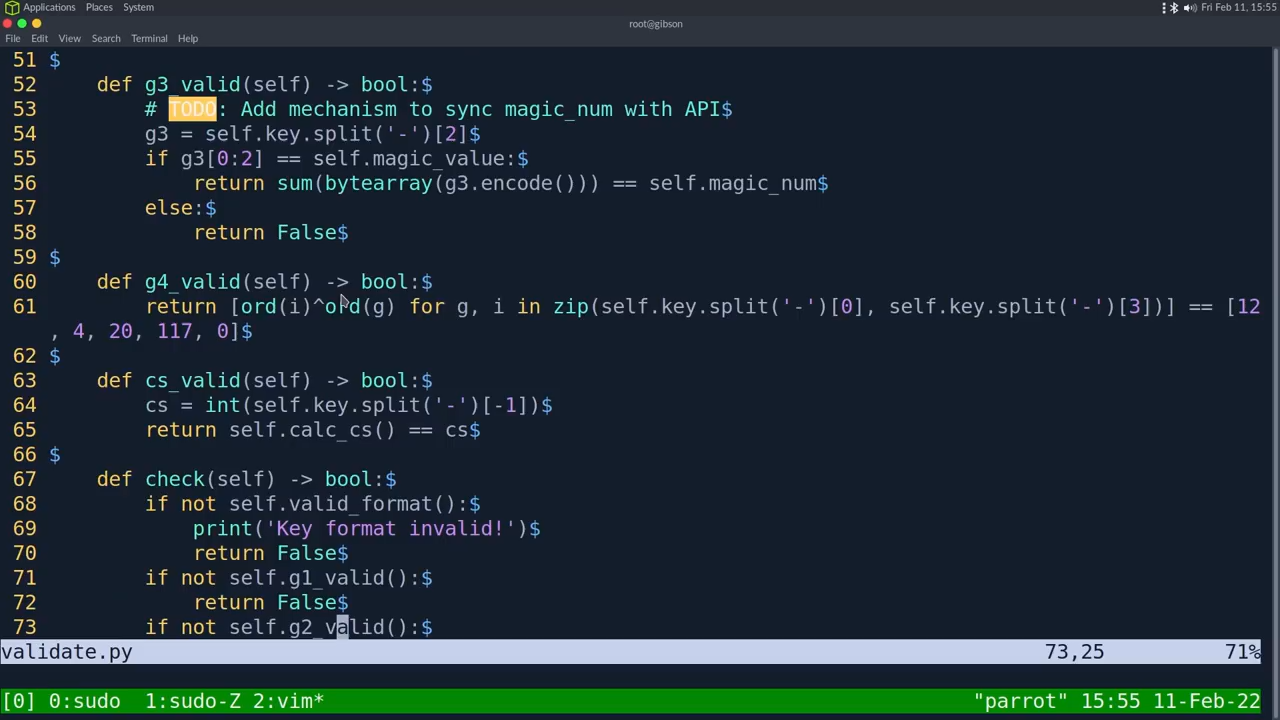 Applications Places System Fri Feb 11, 15:55
root@gibson
File Edit View Search Terminal Help
51 $
52     def g3_valid(self) -> bool:$
53         # TODO: Add mechanism to sync magic_num with API$
54         g3 = self.key.split('-')[2]$
55         if g3[0:2] == self.magic_value:$
56             return sum(bytearray(g3.encode())) == self.magic_num$
57         else:$
58             return False$
59 $
60     def g4_valid(self) -> bool:$
61         return [ord(i)^ord(g) for g, i in zip(self.key.split('-')[0], self.key.split('-')[3])] == [12
, 4, 20, 117, 0]$
62 $
63     def cs_valid(self) -> bool:$
64         cs = int(self.key.split('-')[-1])$
65         return self.calc_cs() == cs$
66 $
67     def check(self) -> bool:$
68         if not self.valid_format():$
69             print('Key format invalid!')$
70             return False$
71         if not self.g1_valid():$
72             return False$
73         if not self.g2_valid():$
validate.py 73,25 71%
[0] 0:sudo  1:sudo-Z 2:vim* "parrot" 15:55 11-Feb-22